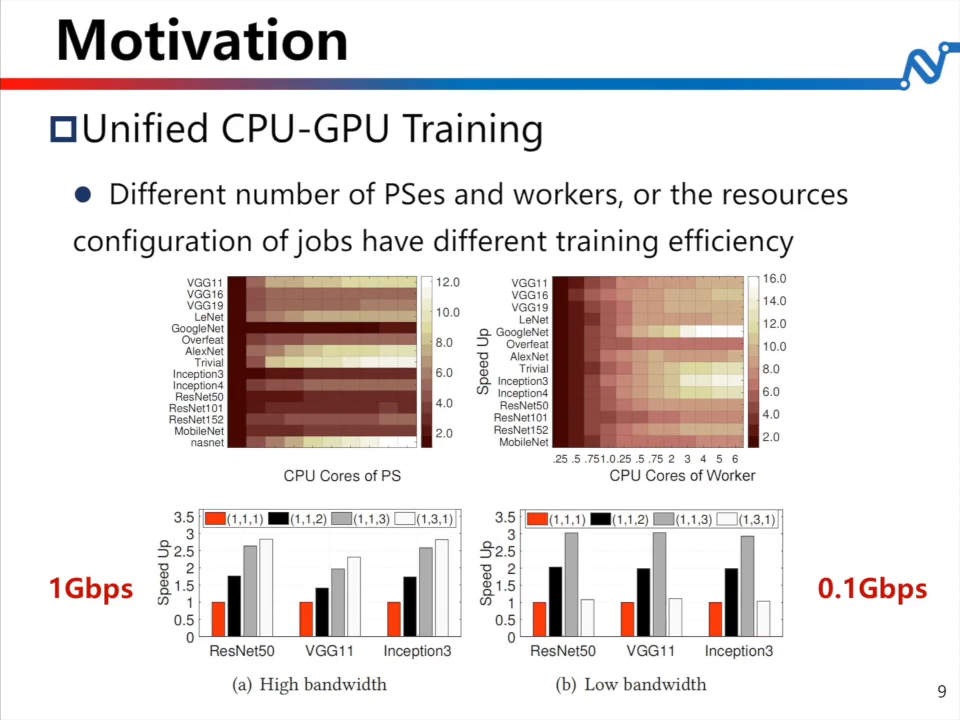 Motivation
Unified CPU-GPU Training
Different number of PSes and workers, or the resources
configuration of jobs have different training efficiency
VGG11
VGG16
VGG19
LeNet
GoogleNet
Overfeat
AlexNet
Trivial
Inception3
Inception4
ResNet50
ResNet101
ResNet152
MobileNet
nasnet
12.0
10.0
8.0
6.0
4.0
2.0
CPU Cores of PS
Speed Up
VGG11
VGG16
VGG19
LeNet
GoogleNet
Overfeat
AlexNet
Trivial
Inception3
Inception4
ResNet50
ResNet101
ResNet152
MobileNet
16.0
14.0
12.0
10.0
8.0
6.0
4.0
2.0
.25 .5 .75 1.0 .25 .5 .75 2 3 4 5 6
CPU Cores of Worker
1Gbps
Speed Up
3.5
3
2.5
2
1.5
1
0.5
0
(1,1,1) (1,1,2) (1,1,3) (1,3,1)
ResNet50 VGG11 Inception3
(a) High bandwidth
Speed Up
3.5
3
2.5
2
1.5
1
0.5
0
(1,1,1) (1,1,2) (1,1,3) (1,3,1)
ResNet50 VGG11 Inception3
(b) Low bandwidth
0.1Gbps
9